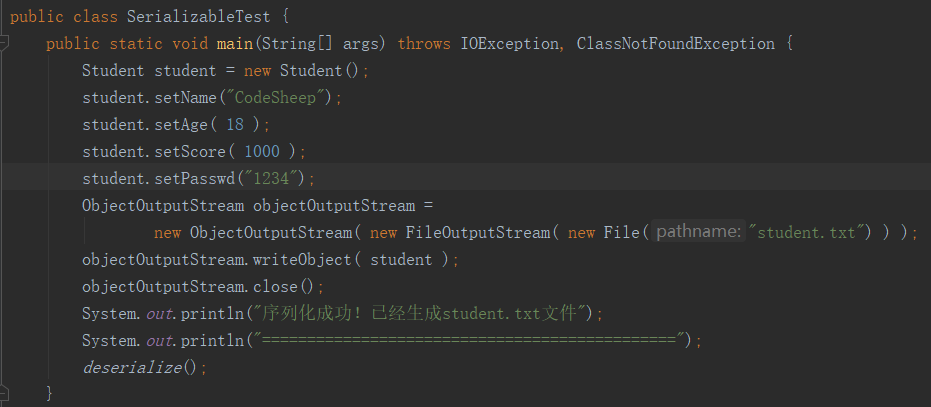 public class SerializableTest {
public static void main(String[] args) throws IOException, ClassNotFoundException {
Student student = new Student();
student.setName("CodeSheep");
student.setAge( 18 );
student.setScore( 1000 );
student.setPasswd("1234");
ObjectOutputStream objectOutputStream =
new ObjectOutputStream( new FileOutputStream( new File( pathname: "student.txt") ) );
objectOutputStream.writeObject( student );
objectOutputStream.close();
System.out.println("序列化成功！已经生成student.txt文件");
System.out.println("==============================================");
deserialize();
}